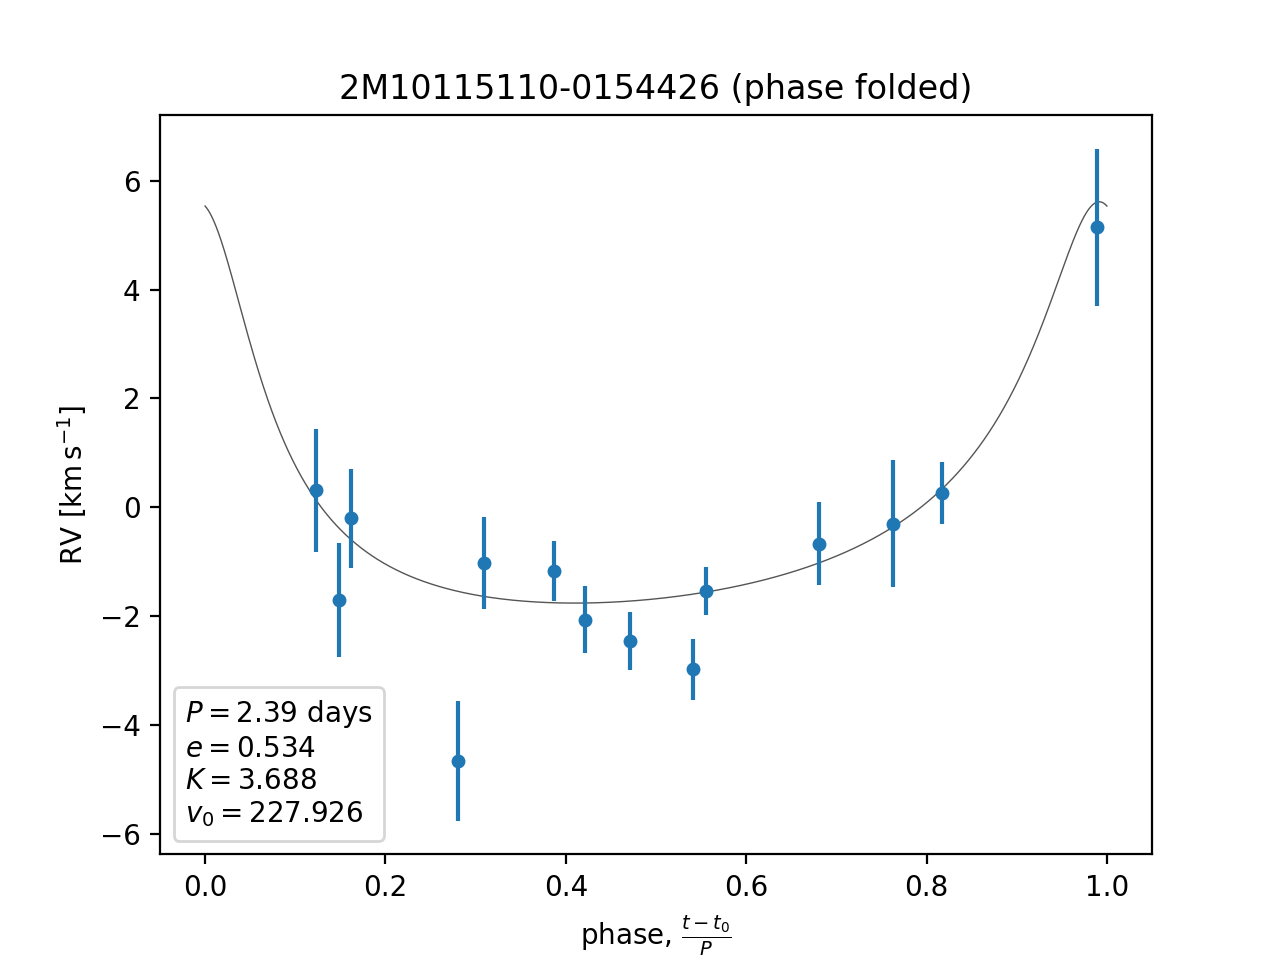 2M10115110-0154426 (phase folded)
RV [km s⁻¹]
6
4
2
0
−2
−4
−6
P = 2.39 days
e = 0.534
K = 3.688
v₀ = 227.926
0.0 0.2 0.4 0.6 0.8 1.0
phase, (t − t₀)/P